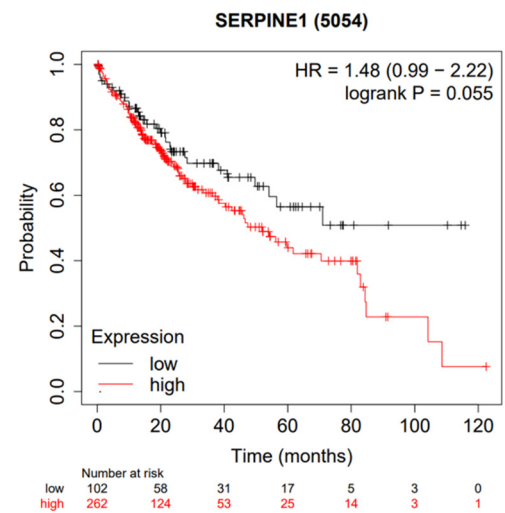 SERPINE1 (5054)
HR = 1.48 (0.99 − 2.22)
logrank P = 0.055
Probability
1.0
0.8
0.6
0.4
0.2
0.0
Expression
low
high
0 20 40 60 80 100 120
Time (months)
Number at risk
low 102 58 31 17 5 3 0
high 262 124 53 25 14 3 1